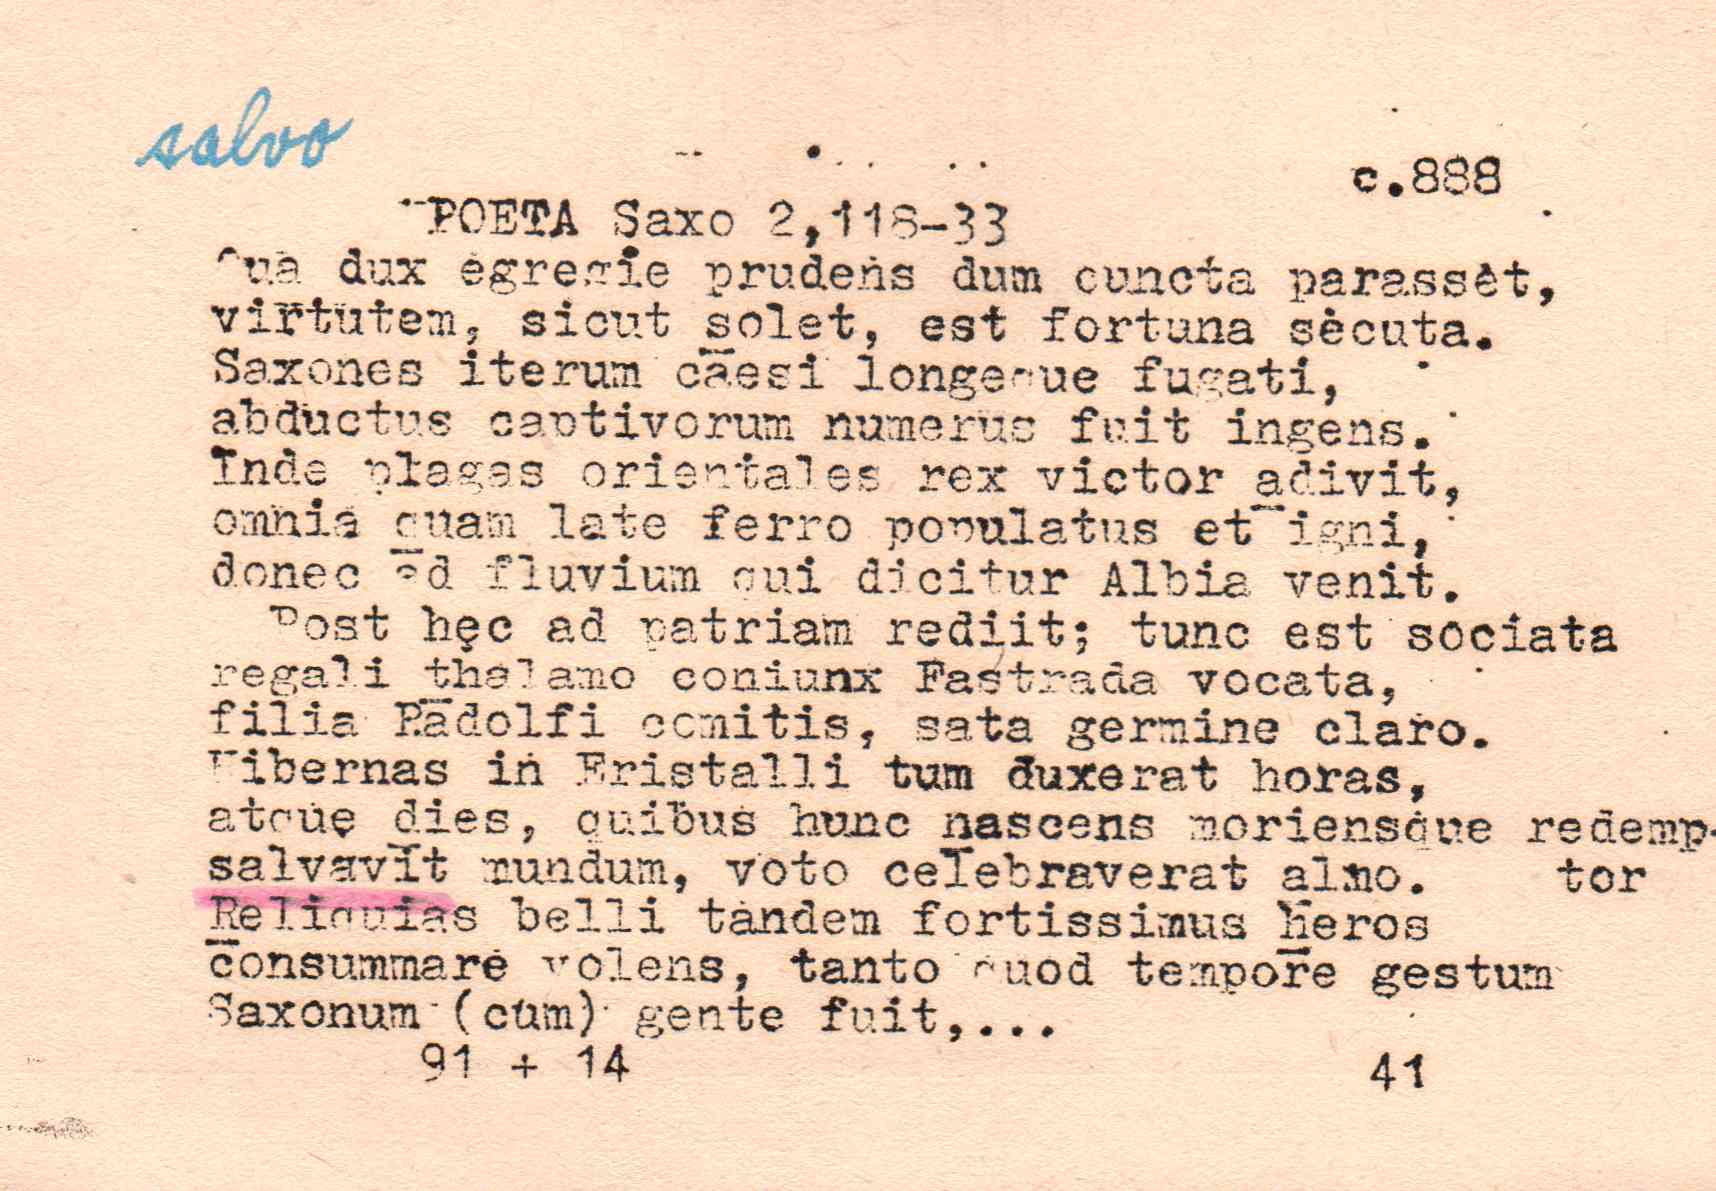 salvo
c.888
POETA Saxo 2,118-33
Qua dux egregie prudens dum cuncta parasset,
virtutem, sicut solet, est fortuna secuta.
Saxones iterum caesi longeque fugati,
abductus captivorum numerus fuit ingens.
Inde plagas orientales rex victor adivit,
omnia quam late ferro populatus et igni,
donec ad fluvium qui dicitur Albia venit.
Post hęc ad patriam rediit; tunc est sociata
regali thalamo coniunx Fastrada vocata,
filia Radolfi comitis, sata germine claro.
Hibernas in Eristalli tum duxerat horas,
atquę dies, quibus hunc nascens moriensque redemp-
salvavit mundum, voto celebraverat almo. tor
Reliquias belli tandem fortissimus heros
consummare volens, tanto quod tempore gestum
Saxonum (cum) gente fuit,...
91 + 14 41